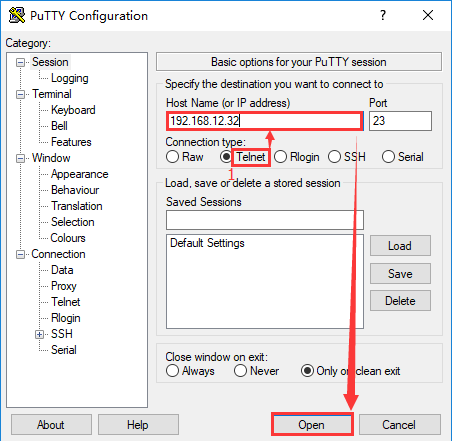 PuTTY Configuration
?
Category:
Session
Logging
Terminal
Keyboard
Bell
Features
Window
Appearance
Behaviour
Translation
Selection
Colours
Connection
Data
Proxy
Telnet
Rlogin
SSH
Serial
Basic options for your PuTTY session
Specify the destination you want to connect to
Host Name (or IP address) Port
192.168.12.32 23
Connection type:
Raw Telnet Rlogin SSH Serial
1
Load, save or delete a stored session
Saved Sessions
Default Settings
Load
Save
Delete
Close window on exit:
Always Never Only on clean exit
About Help Open Cancel